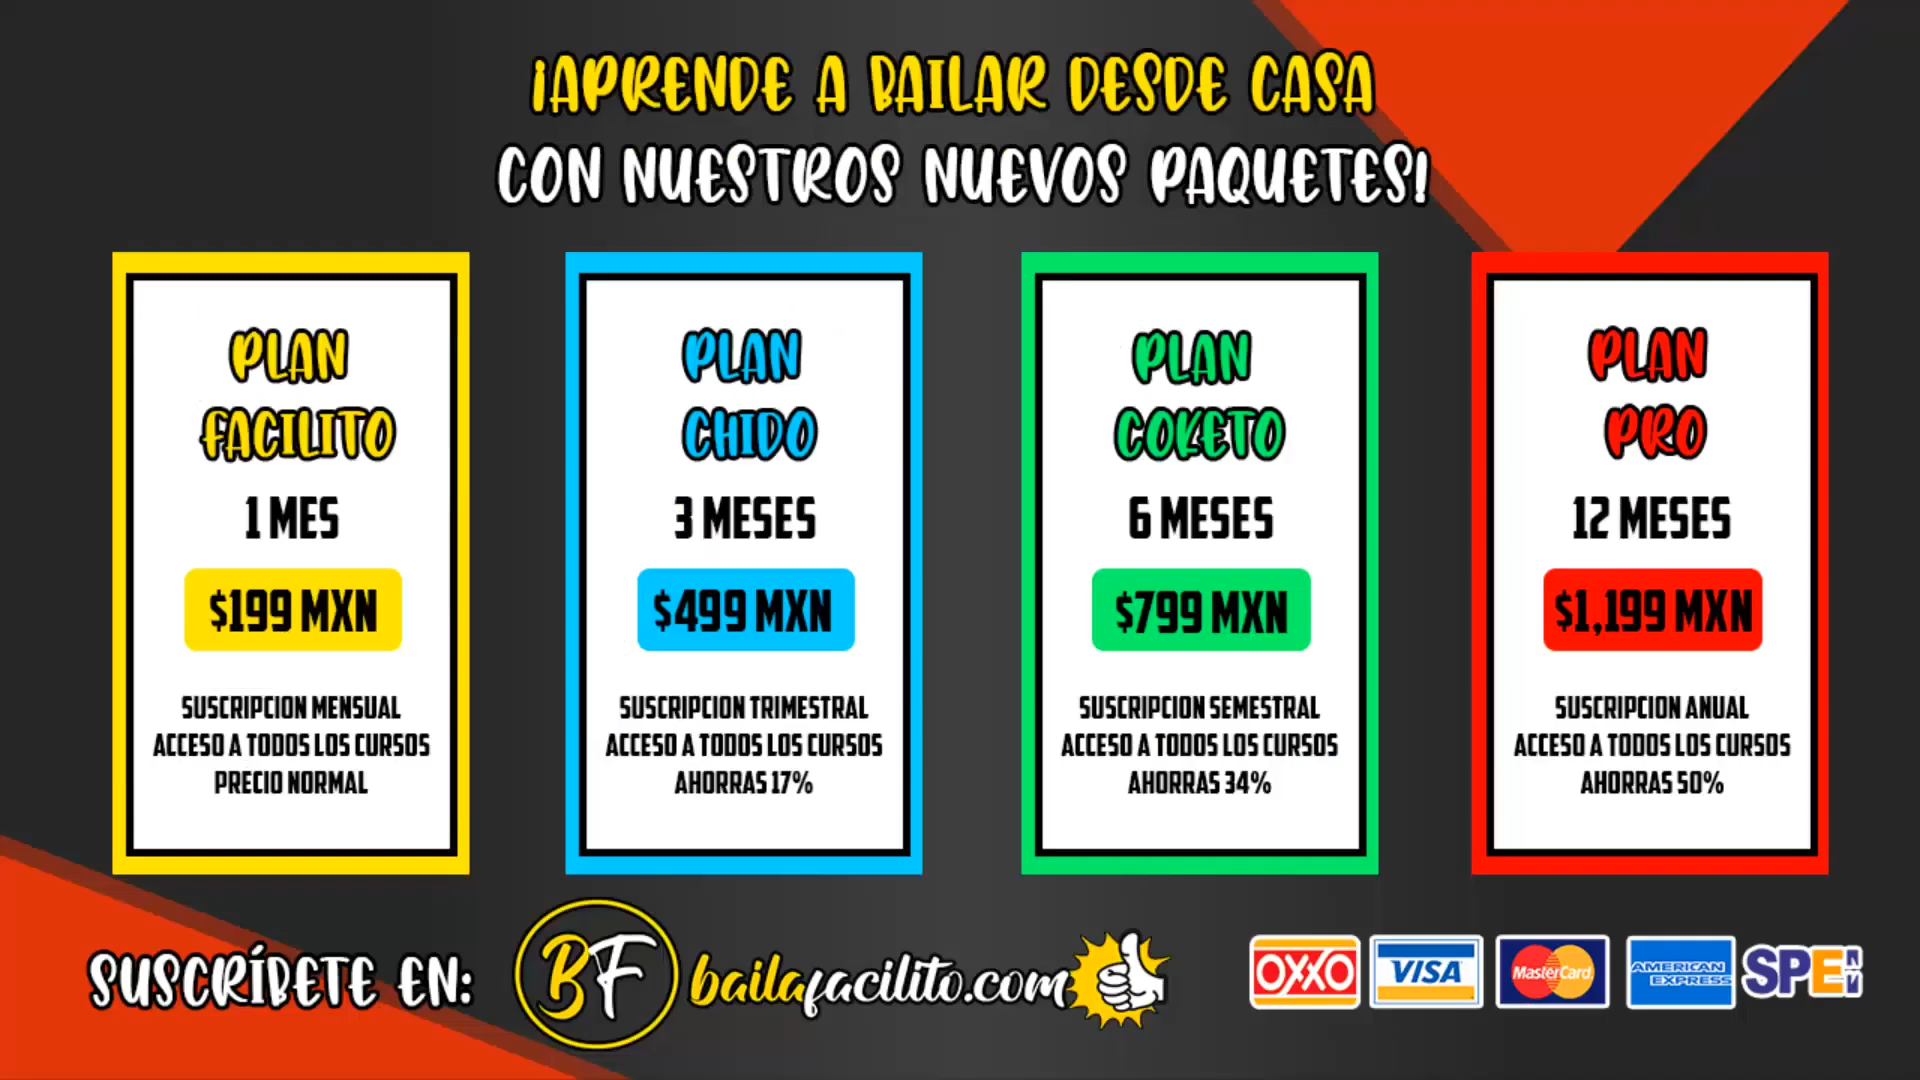 ¡APRENDE A BAILAR DESDE CASA
CON NUESTROS NUEVOS PAQUETES!
PLAN
FACILITO
1 MES
$199 MXN
SUSCRIPCION MENSUAL
ACCESO A TODOS LOS CURSOS
PRECIO NORMAL
PLAN
CHIDO
3 MESES
$499 MXN
SUSCRIPCION TRIMESTRAL
ACCESO A TODOS LOS CURSOS
AHORRAS 17%
PLAN
COKETO
6 MESES
$799 MXN
SUSCRIPCION SEMESTRAL
ACCESO A TODOS LOS CURSOS
AHORRAS 34%
PLAN
PRO
12 MESES
$1,199 MXN
SUSCRIPCION ANUAL
ACCESO A TODOS LOS CURSOS
AHORRAS 50%
SUSCRÍBETE EN:
BF
bailafacilito.com
OXXO
VISA
MasterCard
AMERICAN
EXPRESS
SPEI